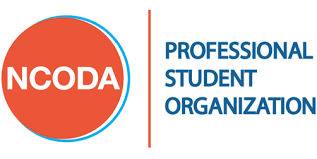 NCODA
PROFESSIONAL
STUDENT
ORGANIZATION